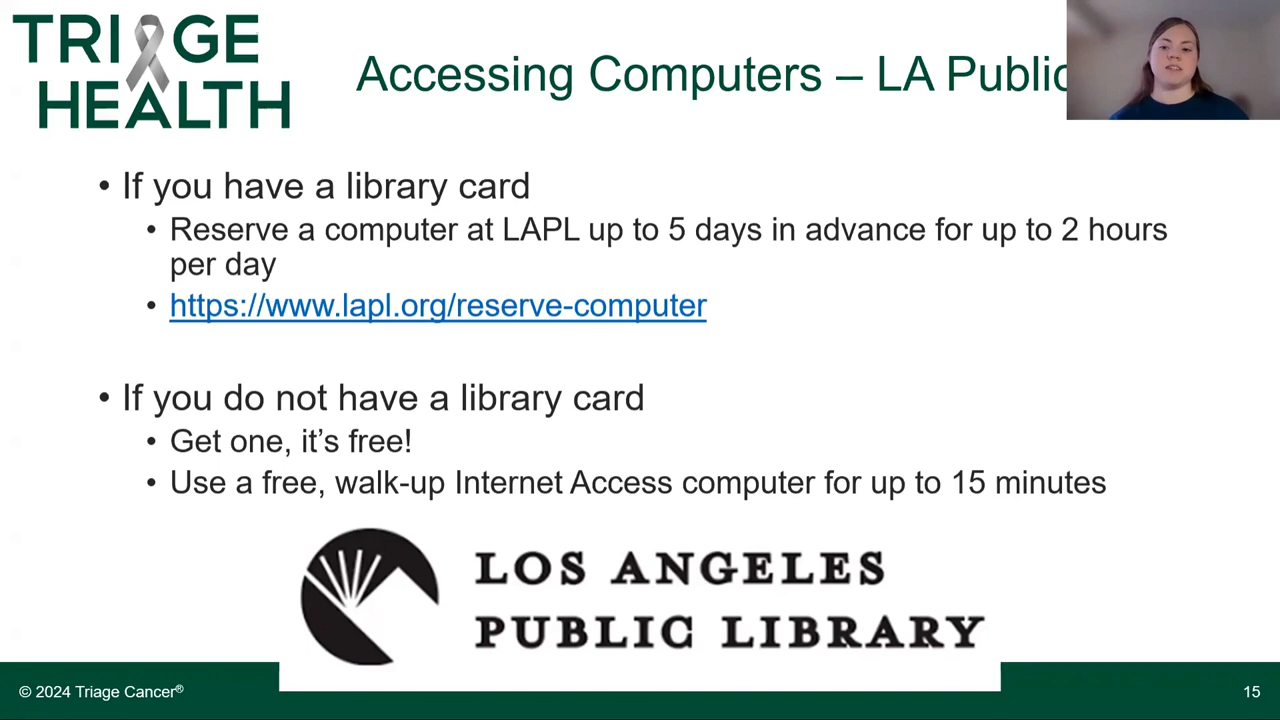 TRIAGE
HEALTH
Accessing Computers – LA Public
• If you have a library card
• Reserve a computer at LAPL up to 5 days in advance for up to 2 hours
per day
• https://www.lapl.org/reserve-computer
• If you do not have a library card
• Get one, it’s free!
• Use a free, walk-up Internet Access computer for up to 15 minutes
LOS ANGELES
PUBLIC LIBRARY
© 2024 Triage Cancer®
15